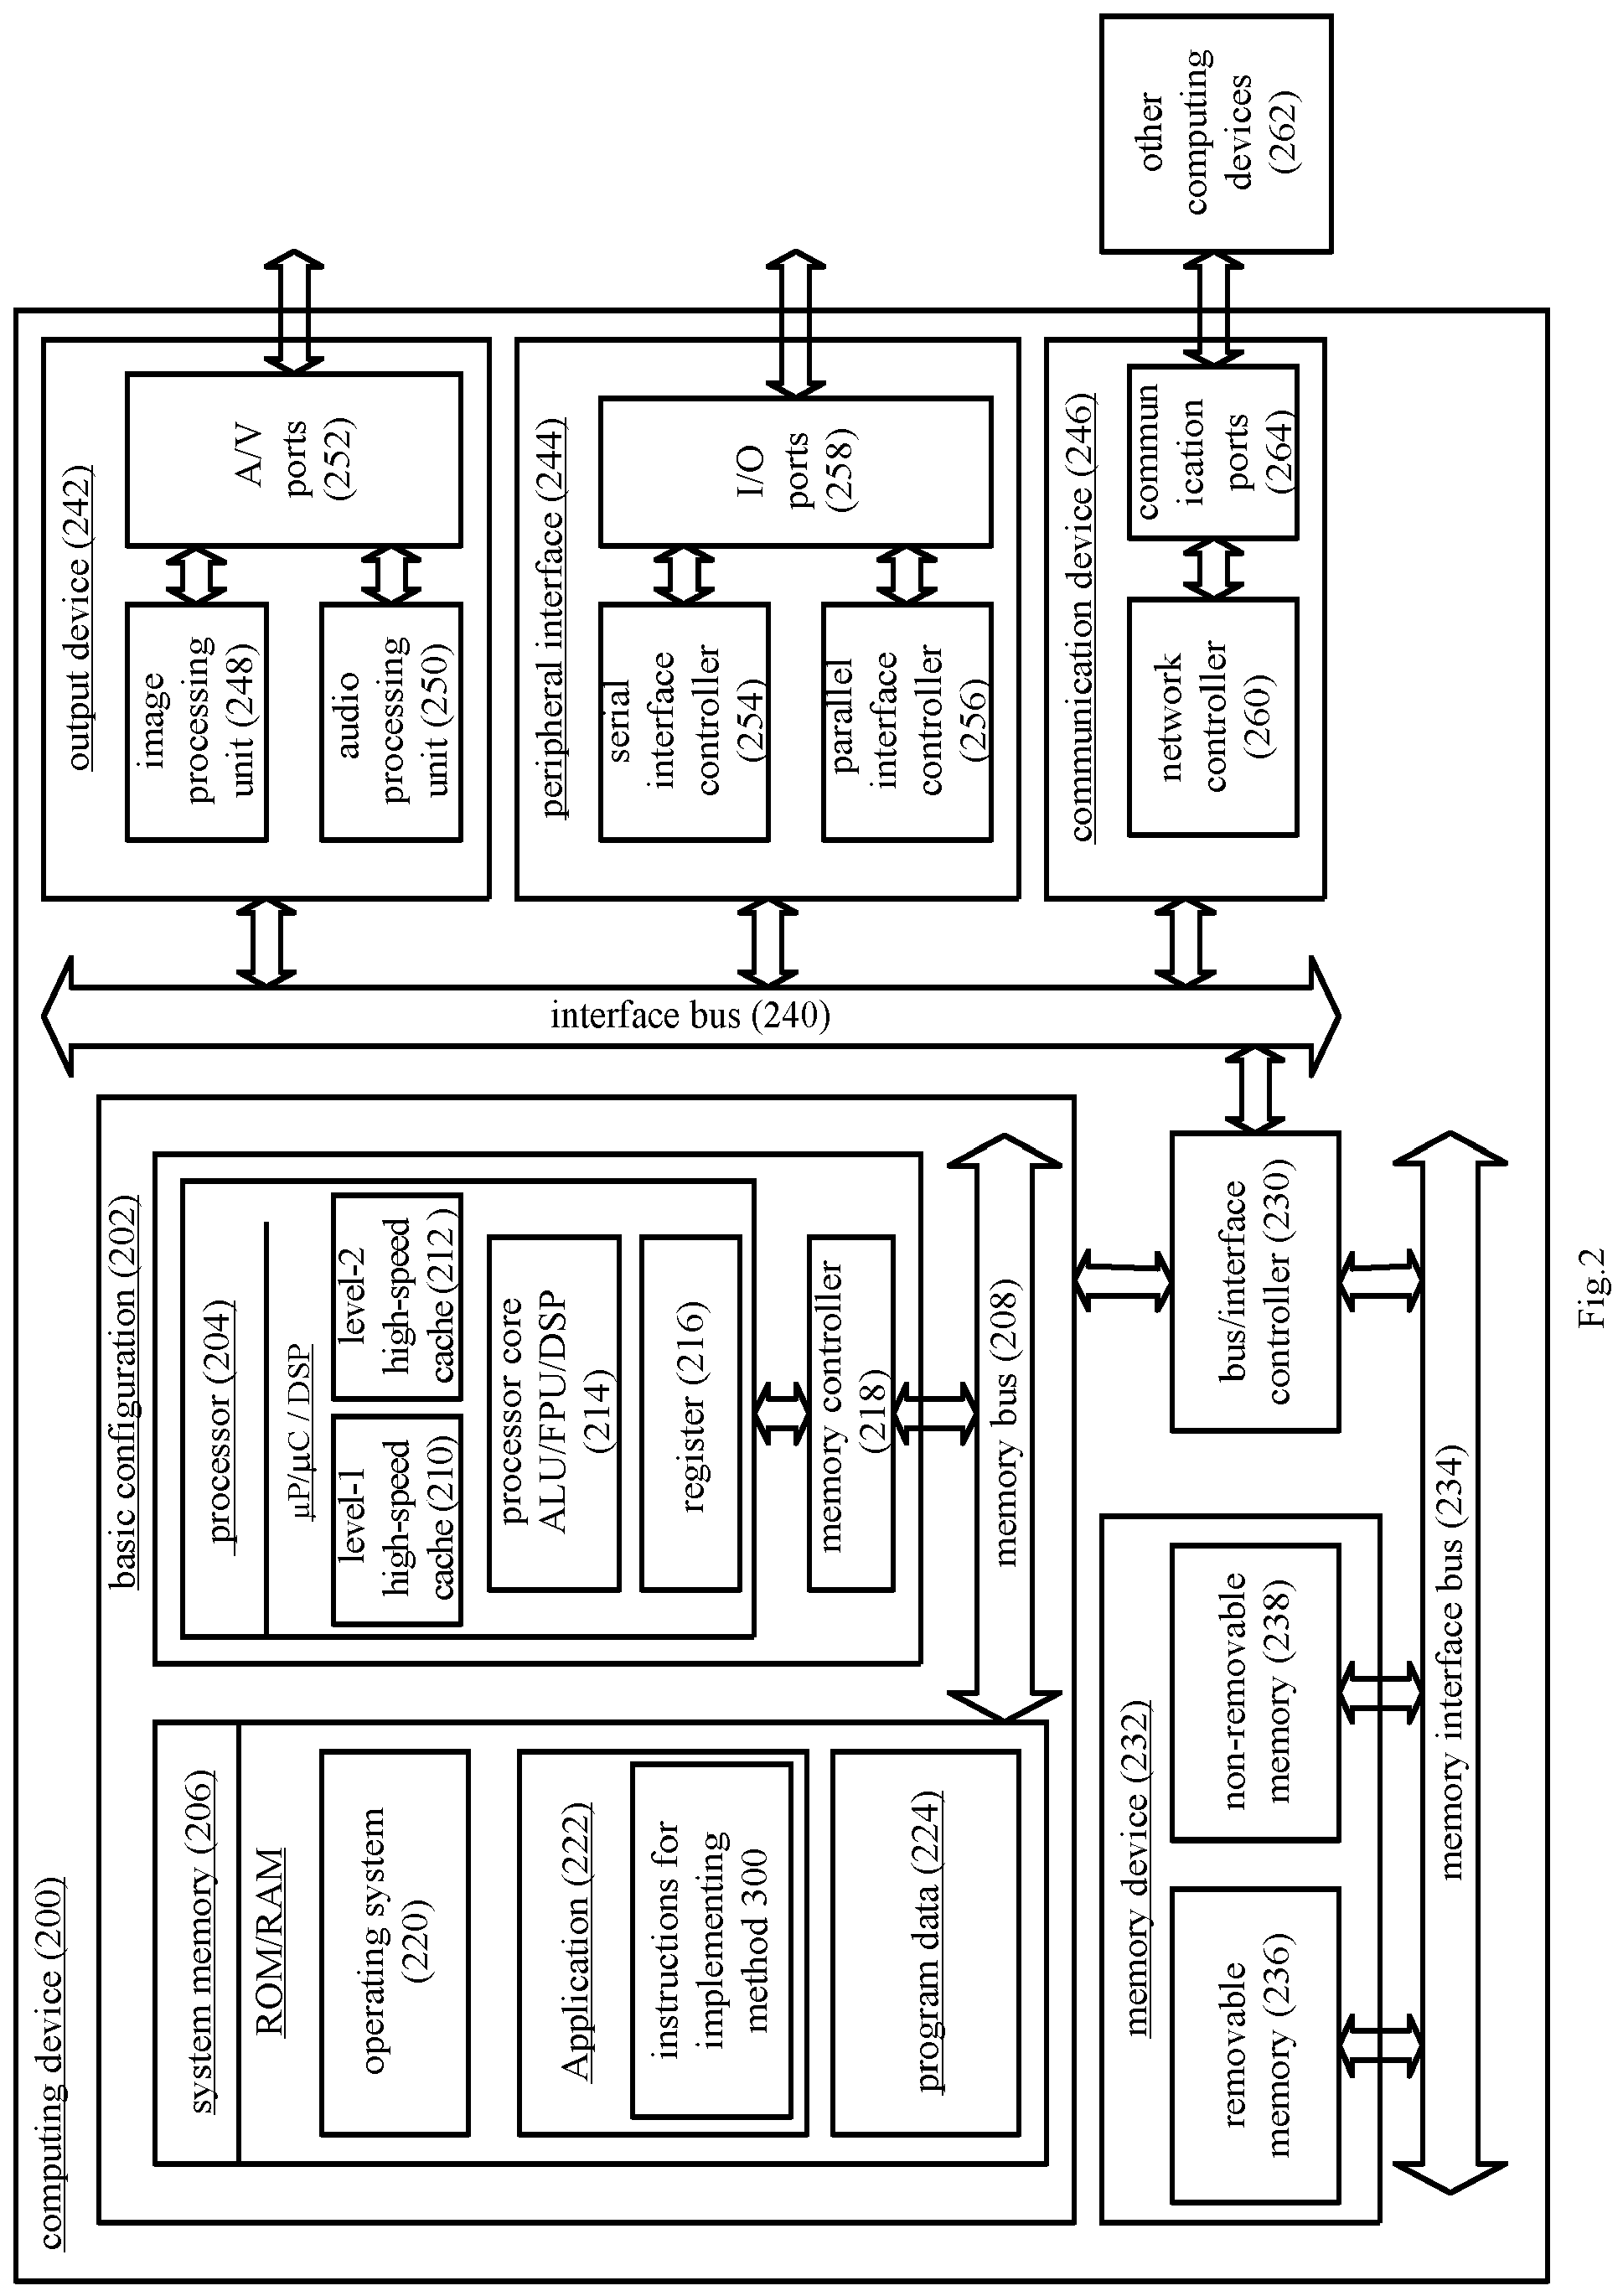 computing device (200)
basic configuration (202)
system memory (206)
ROM/RAM
operating system
(220)
Application (222)
instructions for
implementing
method 300
program data (224)
processor (204)
μP/μC / DSP
level-1
high-speed
cache (210)
level-2
high-speed
cache (212 )
processor core
ALU/FPU/DSP
(214)
register (216)
memory controller
(218)
memory bus (208)
interface bus (240)
output device (242)
image
processing
unit (248)
audio
processing
unit (250)
A/V
ports
(252)
peripheral interface (244)
serial
interface
controller
(254)
parallel
interface
controller
(256)
I/O
ports
(258)
communication device (246)
network
controller
(260)
commun
ication
ports
(264)
other
computing
devices
(262)
bus/interface
controller (230)
memory device (232)
removable
memory (236)
non-removable
memory (238)
memory interface bus (234)
Fig.2